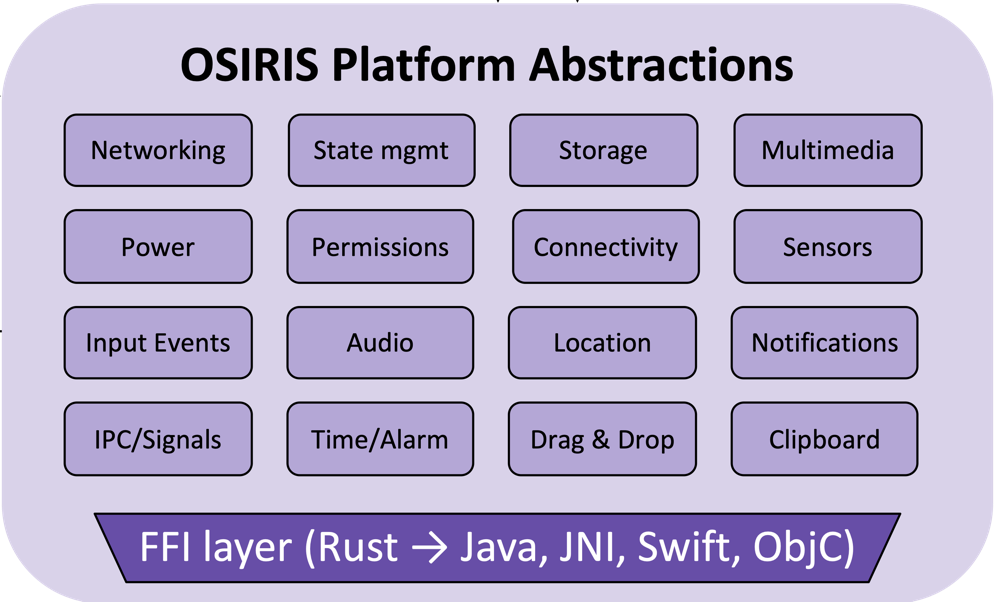 OSIRIS Platform Abstractions
Networking
State mgmt
Storage
Multimedia
Power
Permissions
Connectivity
Sensors
Input Events
Audio
Location
Notifications
IPC/Signals
Time/Alarm
Drag & Drop
Clipboard
FFI layer (Rust → Java, JNI, Swift, ObjC)